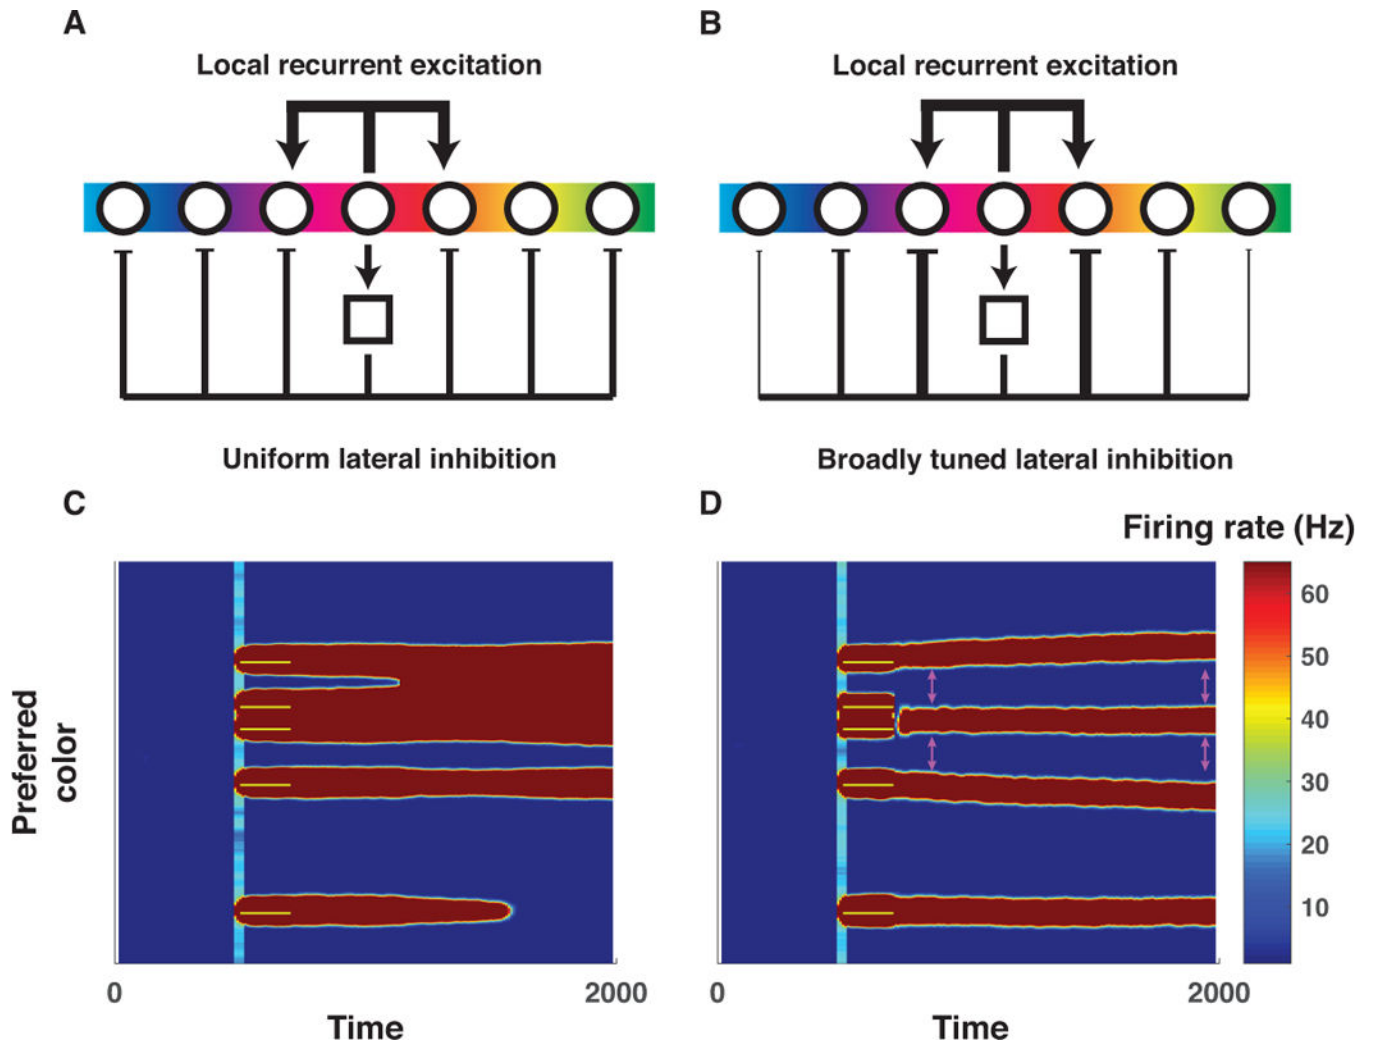 A
B
Local recurrent excitation
Local recurrent excitation
Uniform lateral inhibition
Broadly tuned lateral inhibition
C
D
Firing rate (Hz)
Preferred
color
60
50
40
30
20
10
0
2000
0
2000
Time
Time